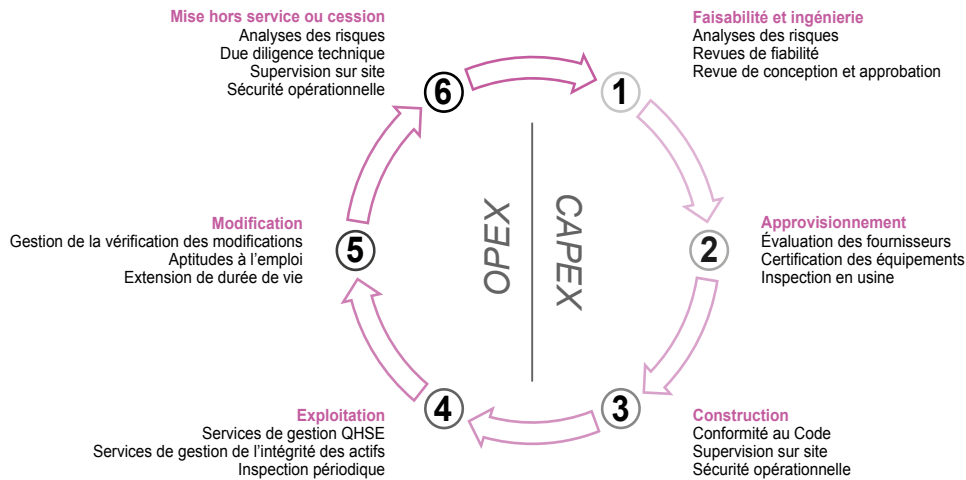 Faisabilité et ingénierie
Analyses des risques
Revues de fiabilité
Revue de conception et approbation
1
Approvisionnement
Évaluation des fournisseurs
Certification des équipements
Inspection en usine
2
Construction
Conformité au Code
Supervision sur site
Sécurité opérationnelle
3
Exploitation
Services de gestion QHSE
Services de gestion de l’intégrité des actifs
Inspection périodique
4
Modification
Gestion de la vérification des modifications
Aptitudes à l’emploi
Extension de durée de vie
5
Mise hors service ou cession
Analyses des risques
Due diligence technique
Supervision sur site
Sécurité opérationnelle
6
OPEX
CAPEX